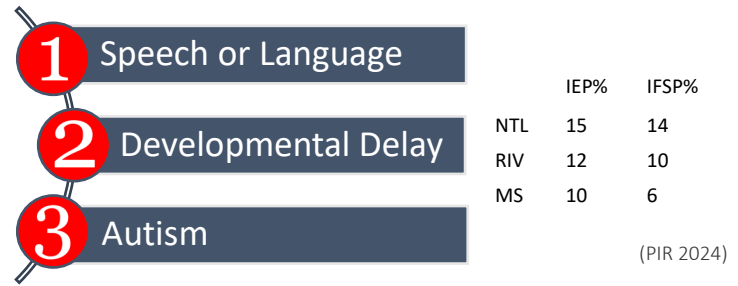 1 Speech or Language
2 Developmental Delay
3 Autism
IEP% IFSP%
NTL 15 14
RIV 12 10
MS 10 6
(PIR 2024)